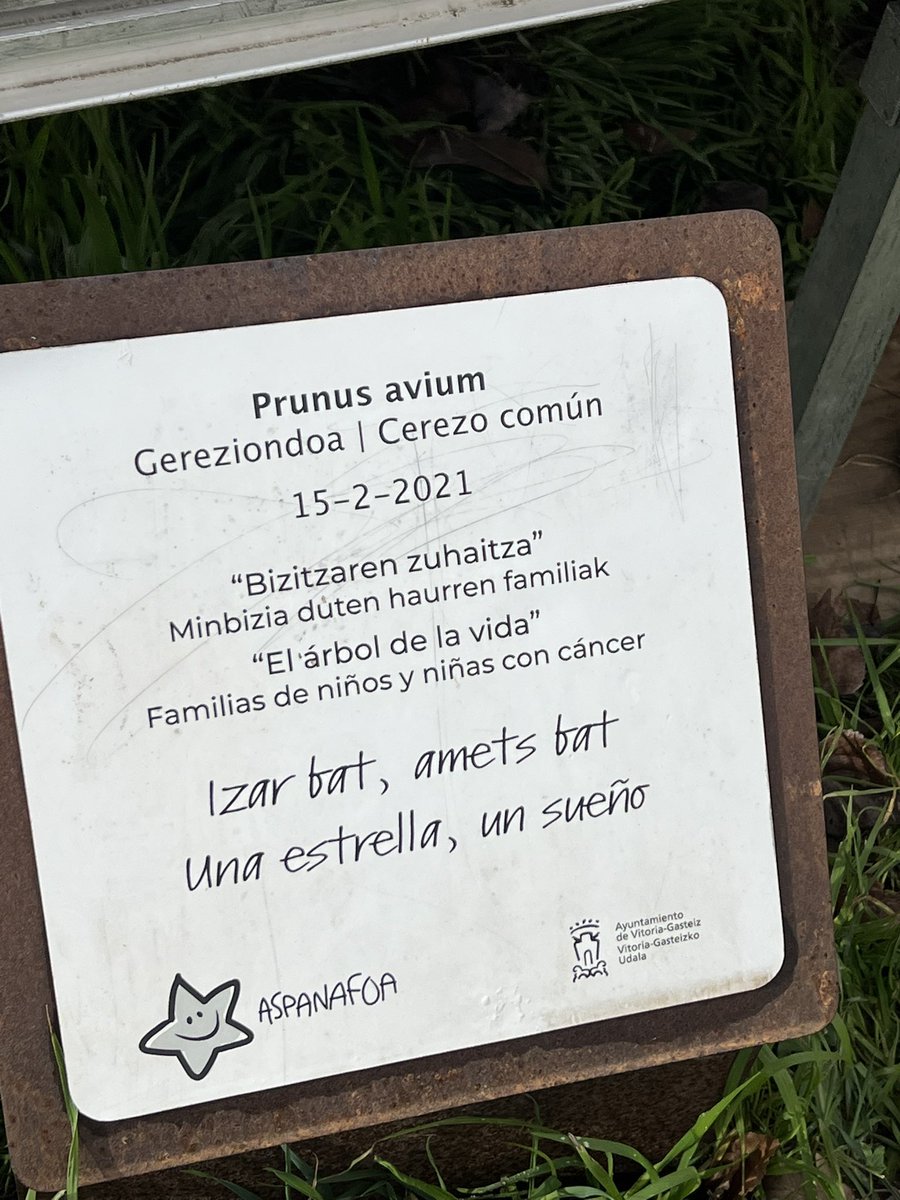 Prunus avium
Gereziondoa | Cerezo común
15-2-2021
“Bizitzaren zuhaitza”
Minbizia duten haurren familiak
“El árbol de la vida”
Familias de niños y niñas con cáncer
Izar bat, amets bat
una estrella, un sueño
ASPANAFOA
Ayuntamiento
de Vitoria-Gasteiz
Vitoria-Gasteizko
Udala